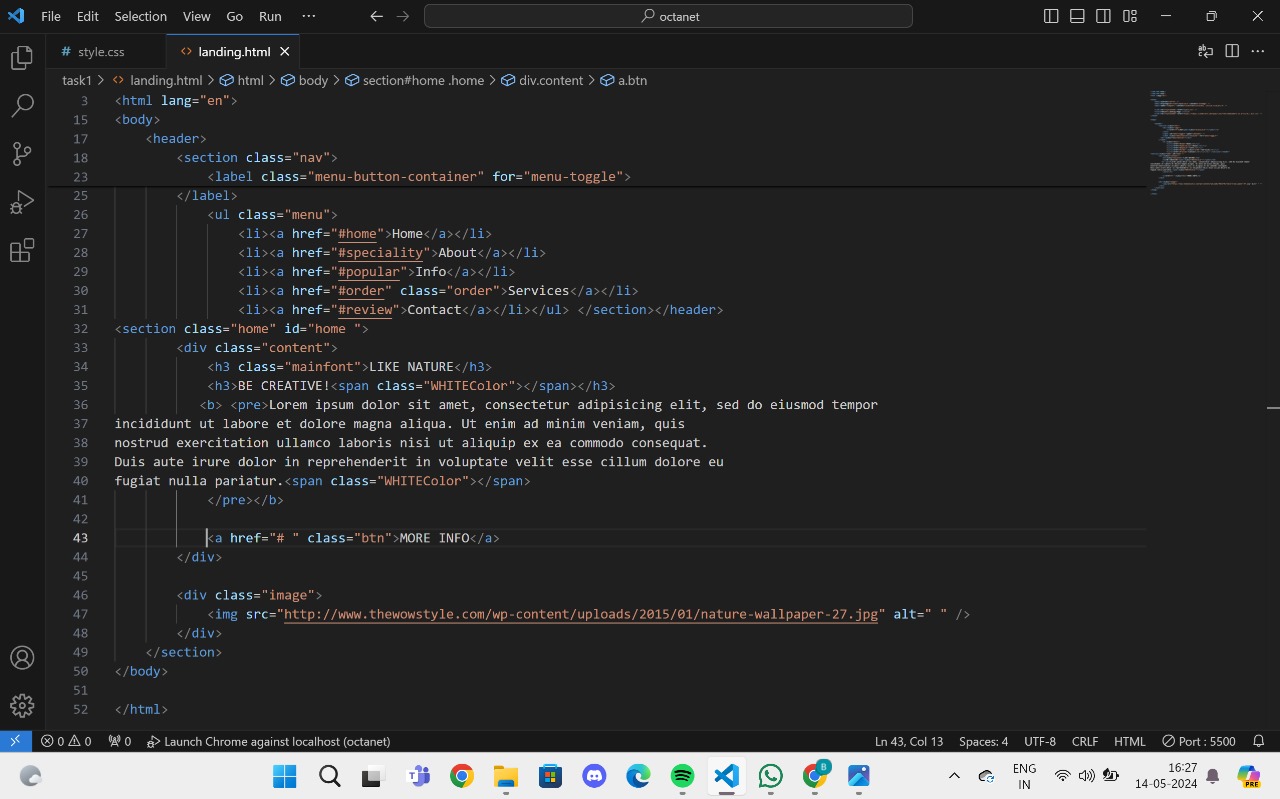 File Edit Selection View Go Run ··· octanet
# style.css <> landing.html
task1 > <> landing.html > html > body > section#home .home > div.content > a.btn
3 <html lang="en">
15 <body>
17 <header>
18 <section class="nav">
23 <label class="menu-button-container" for="menu-toggle">
25 </label>
26 <ul class="menu">
27 <li><a href="#home">Home</a></li>
28 <li><a href="#speciality">About</a></li>
29 <li><a href="#popular">Info</a></li>
30 <li><a href="#order" class="order">Services</a></li>
31 <li><a href="#review">Contact</a></li></ul> </section></header>
32 <section class="home" id="home ">
33 <div class="content">
34 <h3 class="mainfont">LIKE NATURE</h3>
35 <h3>BE CREATIVE!<span class="WHITEColor"></span></h3>
36 <b> <pre>Lorem ipsum dolor sit amet, consectetur adipisicing elit, sed do eiusmod tempor
37 incididunt ut labore et dolore magna aliqua. Ut enim ad minim veniam, quis
38 nostrud exercitation ullamco laboris nisi ut aliquip ex ea commodo consequat.
39 Duis aute irure dolor in reprehenderit in voluptate velit esse cillum dolore eu
40 fugiat nulla pariatur.<span class="WHITEColor"></span>
41 </pre></b>
42
43 <a href="# " class="btn">MORE INFO</a>
44 </div>
45
46 <div class="image">
47 <img src="http://www.thewowstyle.com/wp-content/uploads/2015/01/nature-wallpaper-27.jpg" alt=" " />
48 </div>
49 </section>
50 </body>
51
52 </html>
0 0 0 Launch Chrome against localhost (octanet) Ln 43, Col 13 Spaces: 4 UTF-8 CRLF HTML Port : 5500
ENG 16:27
IN 14-05-2024
B
PRE